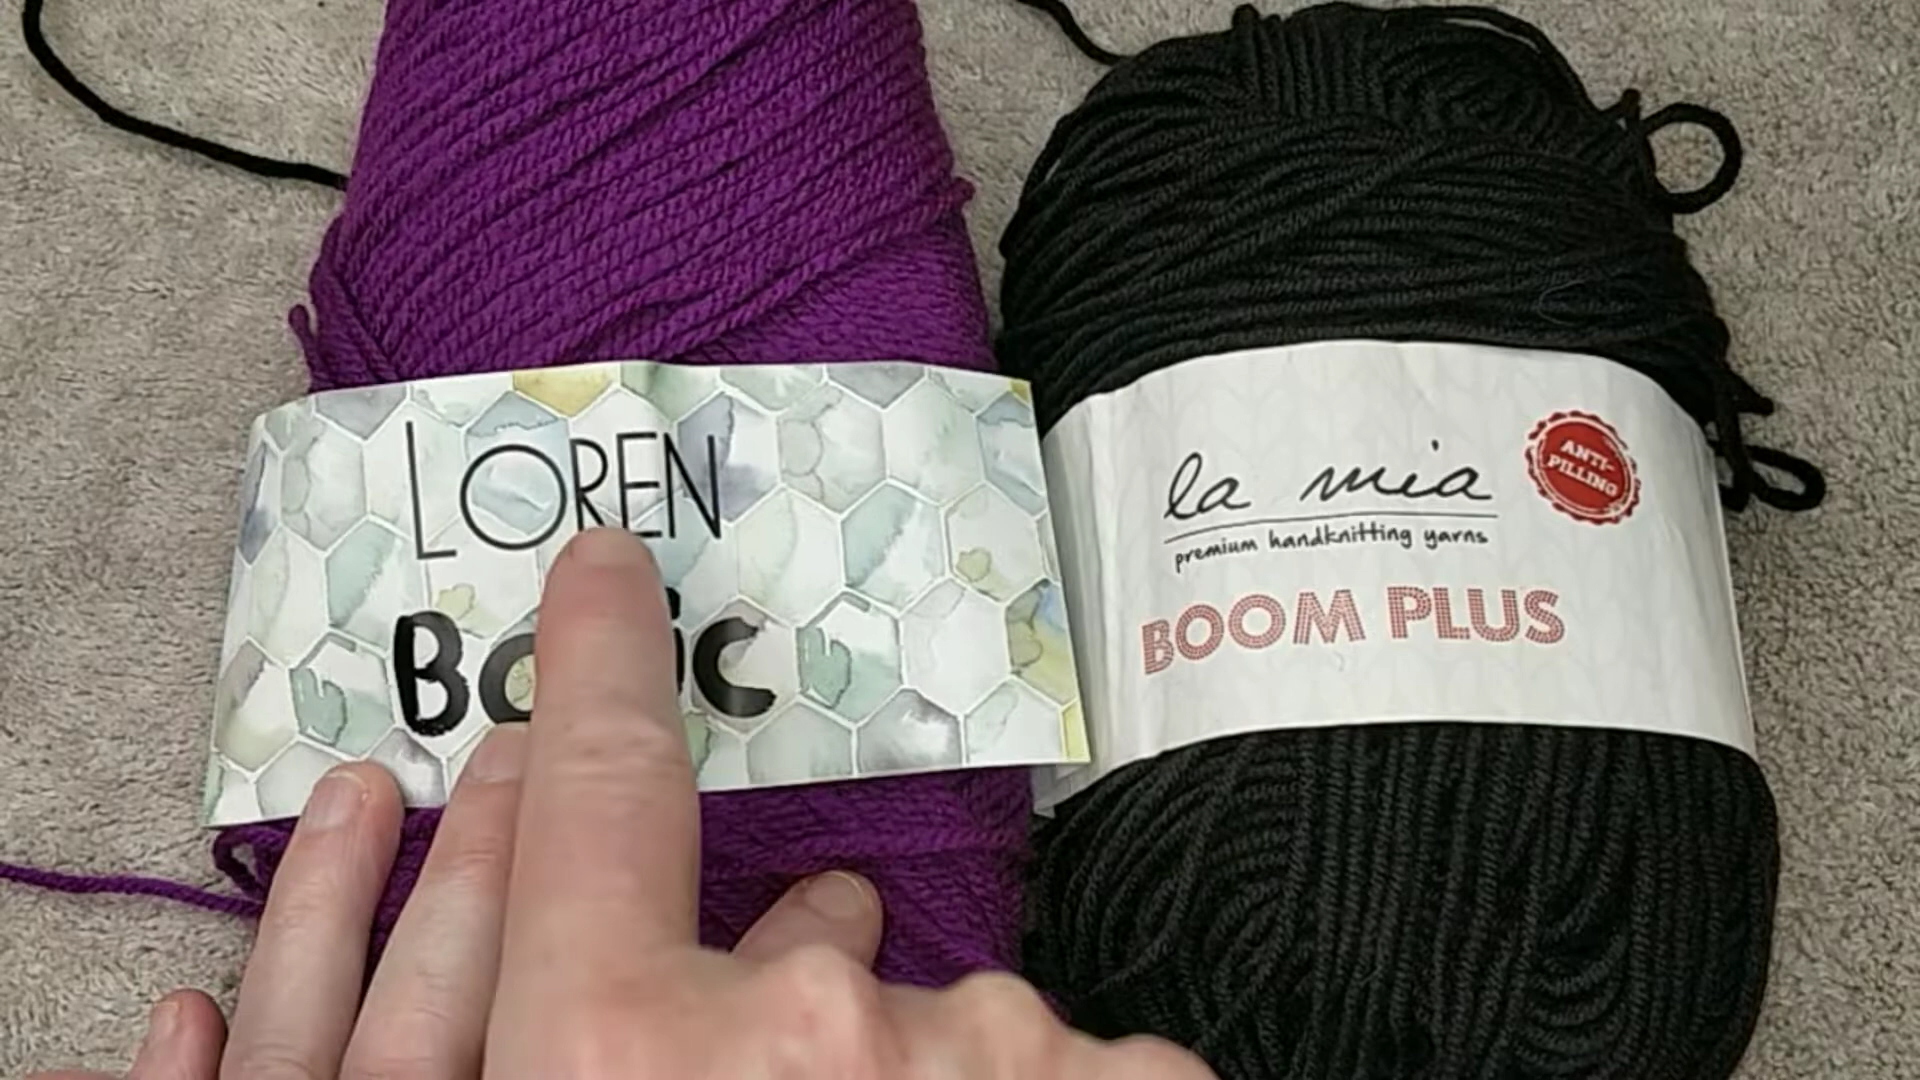 LOREN
la mia
premium handknitting yarns
ANTI-
PILLING
BOOM PLUS